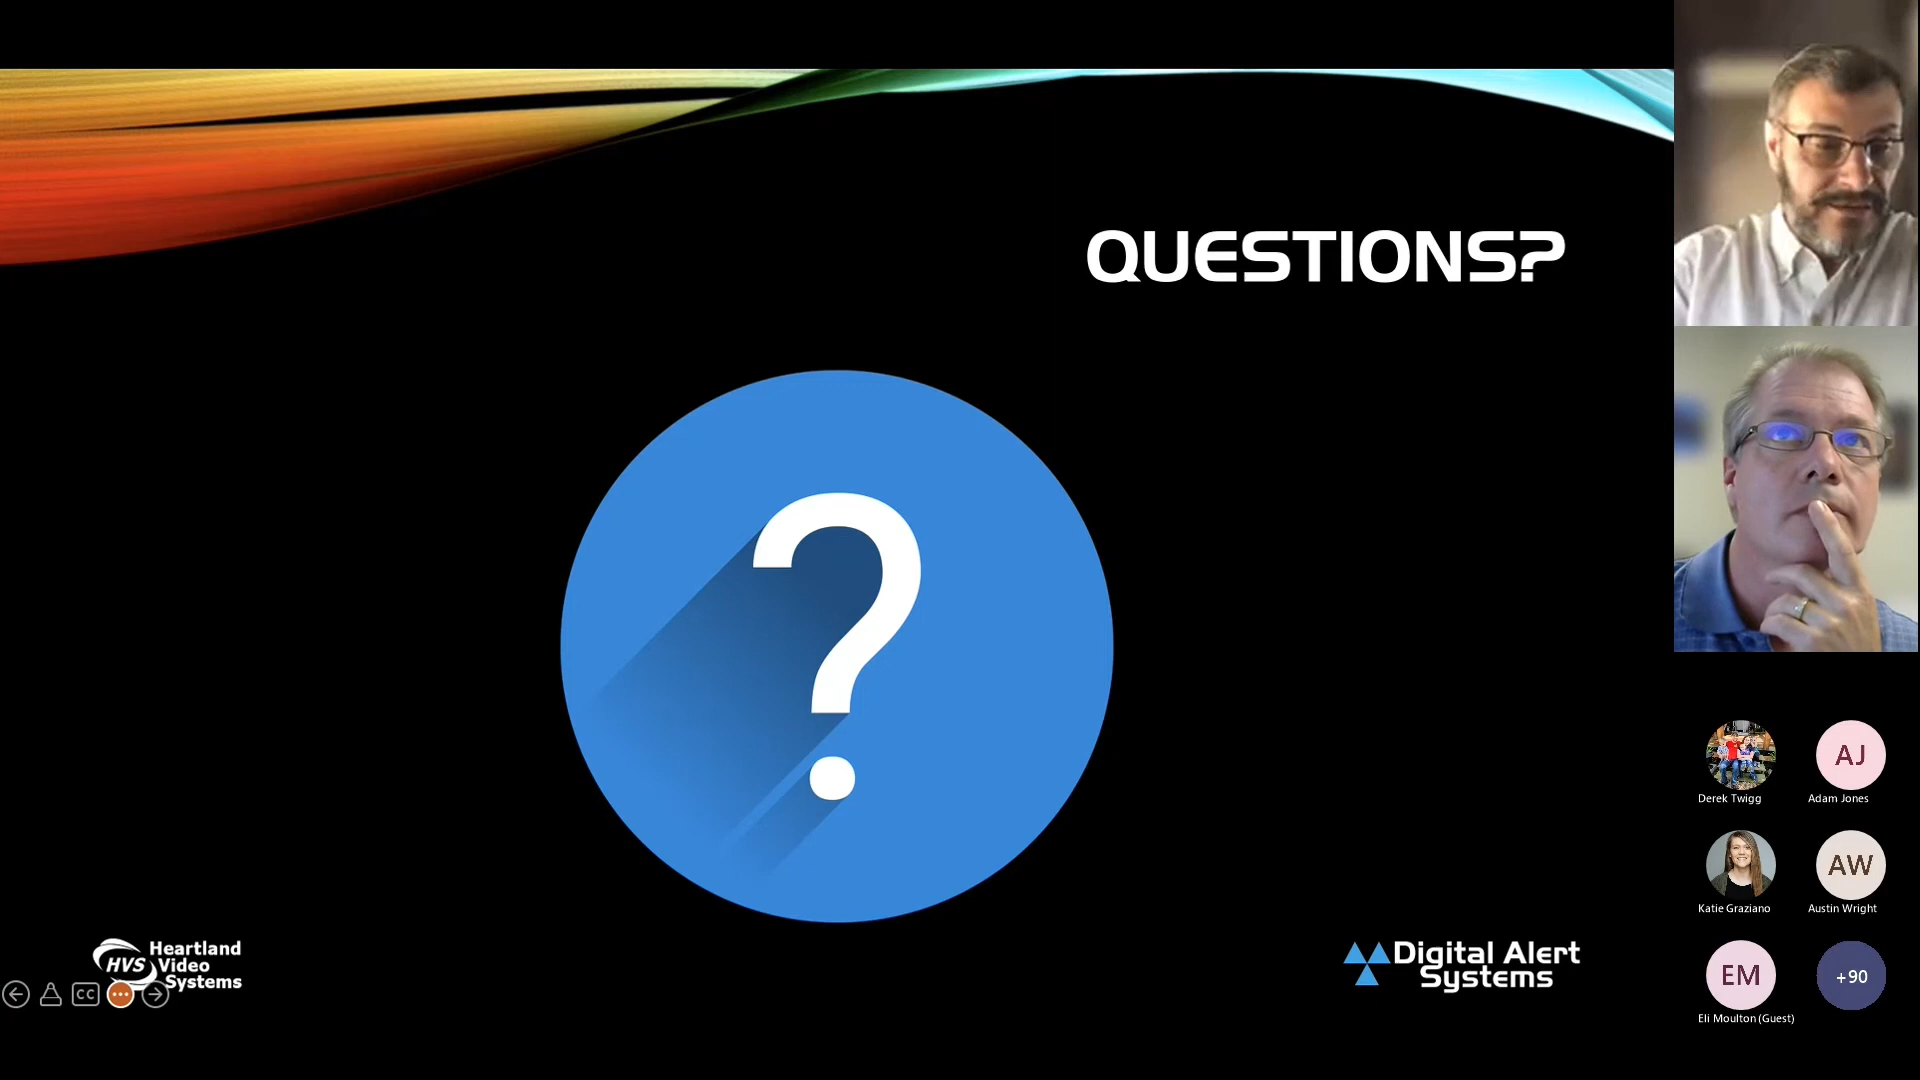 QUESTIONS?
?
HVS
Heartland
Video
Systems
CC
Digital Alert
Systems
Derek Twigg
AJ
Adam Jones
Katie Graziano
AW
Austin Wright
EM
Eli Moulton (Guest)
+90